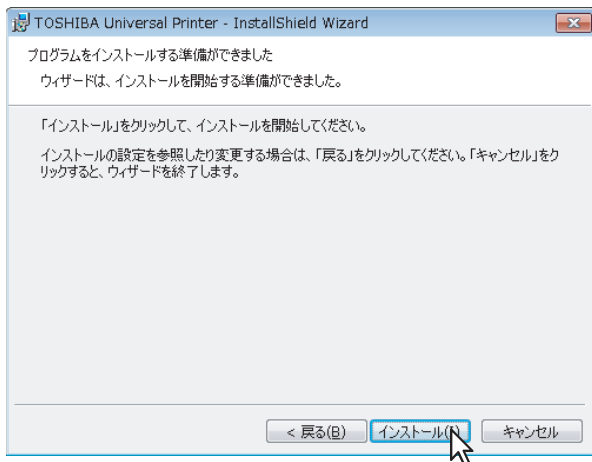 TOSHIBA Universal Printer - InstallShield Wizard
プログラムをインストールする準備ができました
ウィザードは、インストールを開始する準備ができました。
「インストール」をクリックして、インストールを開始してください。
インストールの設定を参照したり変更する場合は、「戻る」をクリックしてください。「キャンセル」をク
リックすると、ウィザードを終了します。
< 戻る(B) インストール( キャンセル